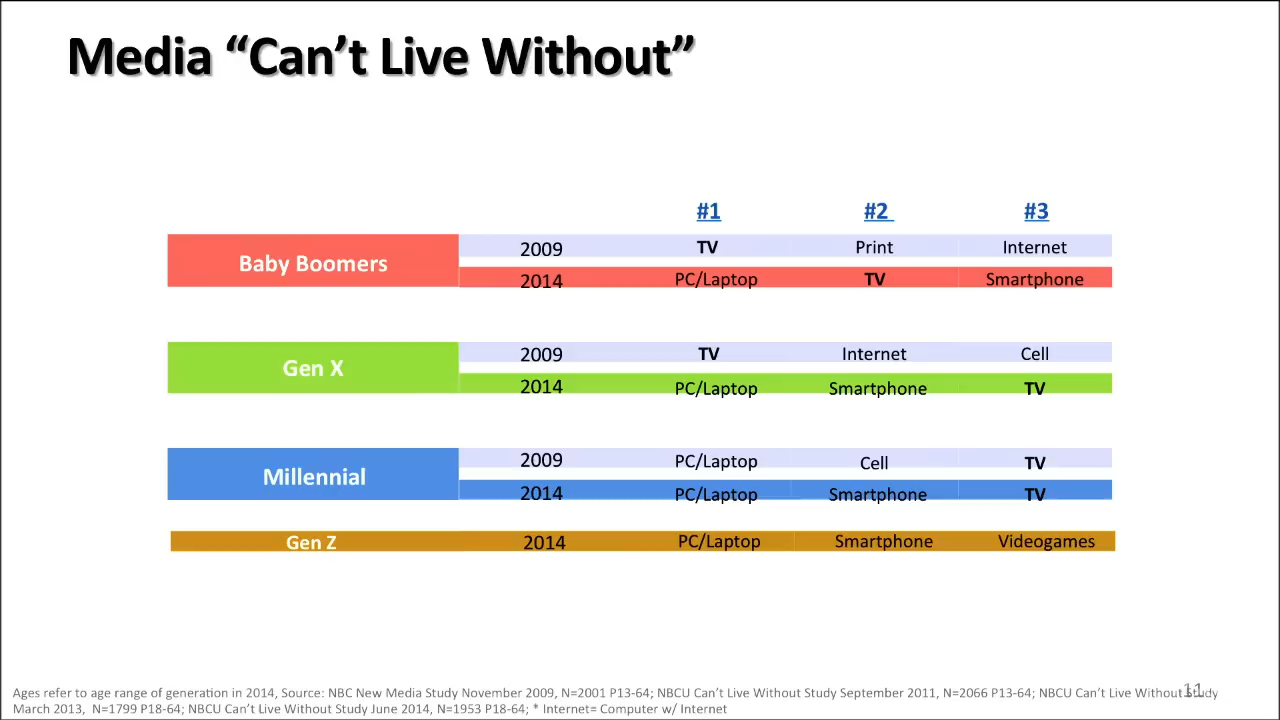 Media “Can’t Live Without”
#1 #2 #3
Baby Boomers
2009 TV Print Internet
2014 PC/Laptop TV Smartphone
Gen X
2009 TV Internet Cell
2014 PC/Laptop Smartphone TV
Millennial
2009 PC/Laptop Cell TV
2014 PC/Laptop Smartphone TV
Gen Z 2014 PC/Laptop Smartphone Videogames
Ages refer to age range of generation in 2014, Source: NBC New Media Study November 2009, N=2001 P13-64; NBCU Can’t Live Without Study September 2011, N=2066 P13-64; NBCU Can’t Live Without Study
March 2013, N=1799 P18-64; NBCU Can’t Live Without Study June 2014, N=1953 P18-64; * Internet= Computer w/ Internet
11